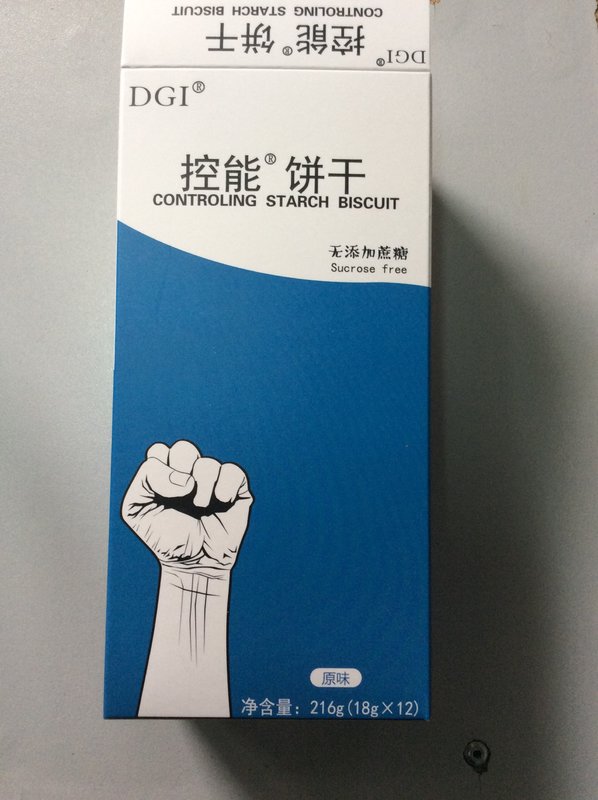 CONTROLING STARCH BISCUIT
控能® 饼干
DGI®
DGI®
控能® 饼干
CONTROLING STARCH BISCUIT
无添加蔗糖
Sucrose free
原味
净含量：216g(18g×12)